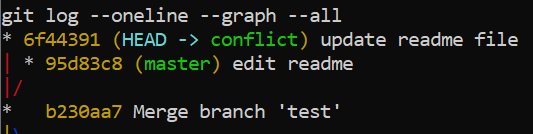 git log --oneline --graph --all
* 6f44391 (HEAD -> conflict) update readme file
| * 95d83c8 (master) edit readme
|/
*   b230aa7 Merge branch 'test'
|\